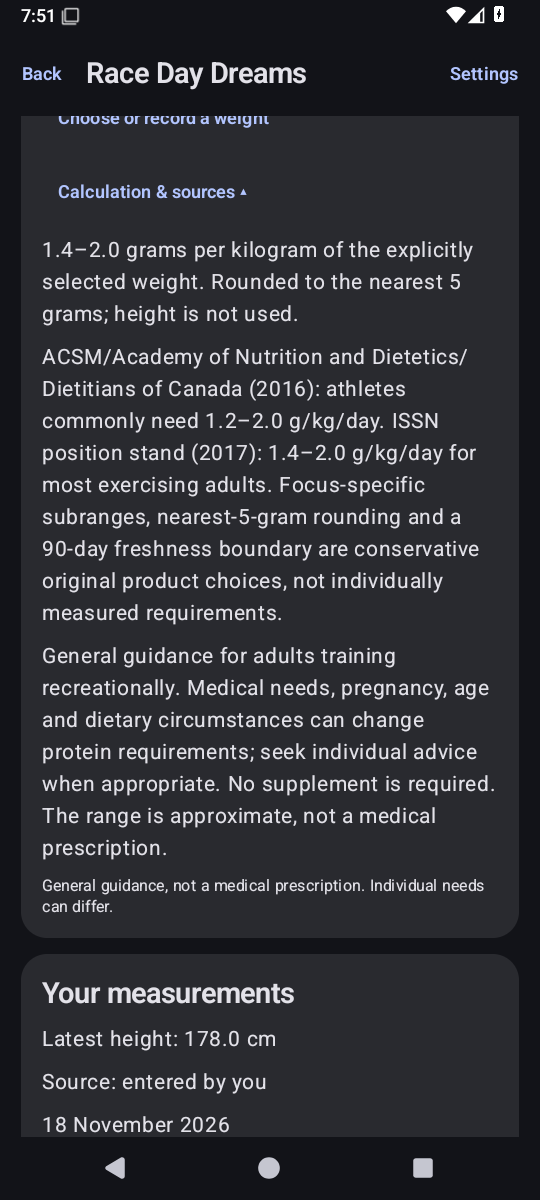 7:51
Back Race Day Dreams Settings
Choose or record a weight
Calculation & sources ▴
1.4–2.0 grams per kilogram of the explicitly
selected weight. Rounded to the nearest 5
grams; height is not used.
ACSM/Academy of Nutrition and Dietetics/
Dietitians of Canada (2016): athletes
commonly need 1.2–2.0 g/kg/day. ISSN
position stand (2017): 1.4–2.0 g/kg/day for
most exercising adults. Focus-specific
subranges, nearest-5-gram rounding and a
90-day freshness boundary are conservative
original product choices, not individually
measured requirements.
General guidance for adults training
recreationally. Medical needs, pregnancy, age
and dietary circumstances can change
protein requirements; seek individual advice
when appropriate. No supplement is required.
The range is approximate, not a medical
prescription.
General guidance, not a medical prescription. Individual needs
can differ.
Your measurements
Latest height: 178.0 cm
Source: entered by you
18 November 2026